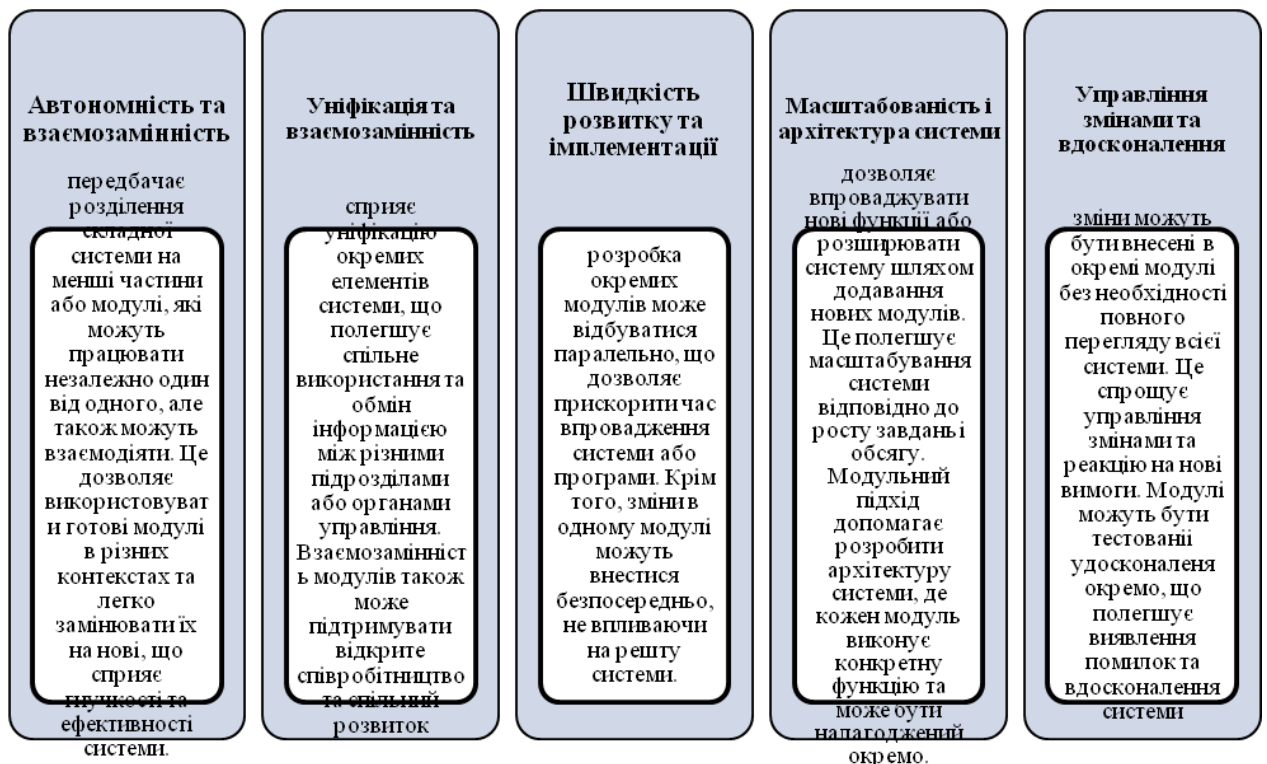 Автономність та
взаємозамінність
передбачає
розділення
складної
системи на
менші частини
або модулі, які
можуть
працювати
незалежно один
від одного, але
також можуть
взаємодіяти. Це
дозволяє
використовуват
и готові модулі
в різних
контекстах та
легко
замінювати їх
на нові, що
сприяє
гнучкості та
ефективності
системи.
Уніфікація та
взаємозамінність
сприяє
уніфікацію
окремих
елементів
системи, що
полегшує
спільне
використання та
обмін
інформацією
між різними
підрозділами
або органами
управління.
Взаємозамінніст
ь модулів також
може
підтримувати
відкрите
співробітництво
та спільний
розвиток
Швидкість
розвитку та
імплементації
розробка
окремих
модулів може
відбуватися
паралельно, що
дозволяє
прискорити час
впровадження
системи або
програми. Крім
того, зміни в
одному модулі
можуть
внестися
безпосередньо,
не впливаючи
на решту
системи.
Масштабованість і
архітектура системи
дозволяє
впроваджувати
нові функції або
розширювати
систему шляхом
додавання
нових модулів.
Це полегшує
масштабування
системи
відповідно до
росту завдань і
обсягу.
Модульний
підхід
допомагає
розробити
архітектуру
системи, де
кожен модуль
виконує
конкретну
функцію та
може бути
налагоджений
окремо.
Управління
змінами та
вдосконалення
зміни можуть
бути внесені в
окремі модулі
без необхідності
повного
перегляду всієї
системи. Це
спрощує
управління
змінами та
реакцію на нові
вимоги. Модулі
можуть бути
тестовані і
удосконаленя
окремо, що
полегшує
виявлення
помилок та
вдосконалення
системи